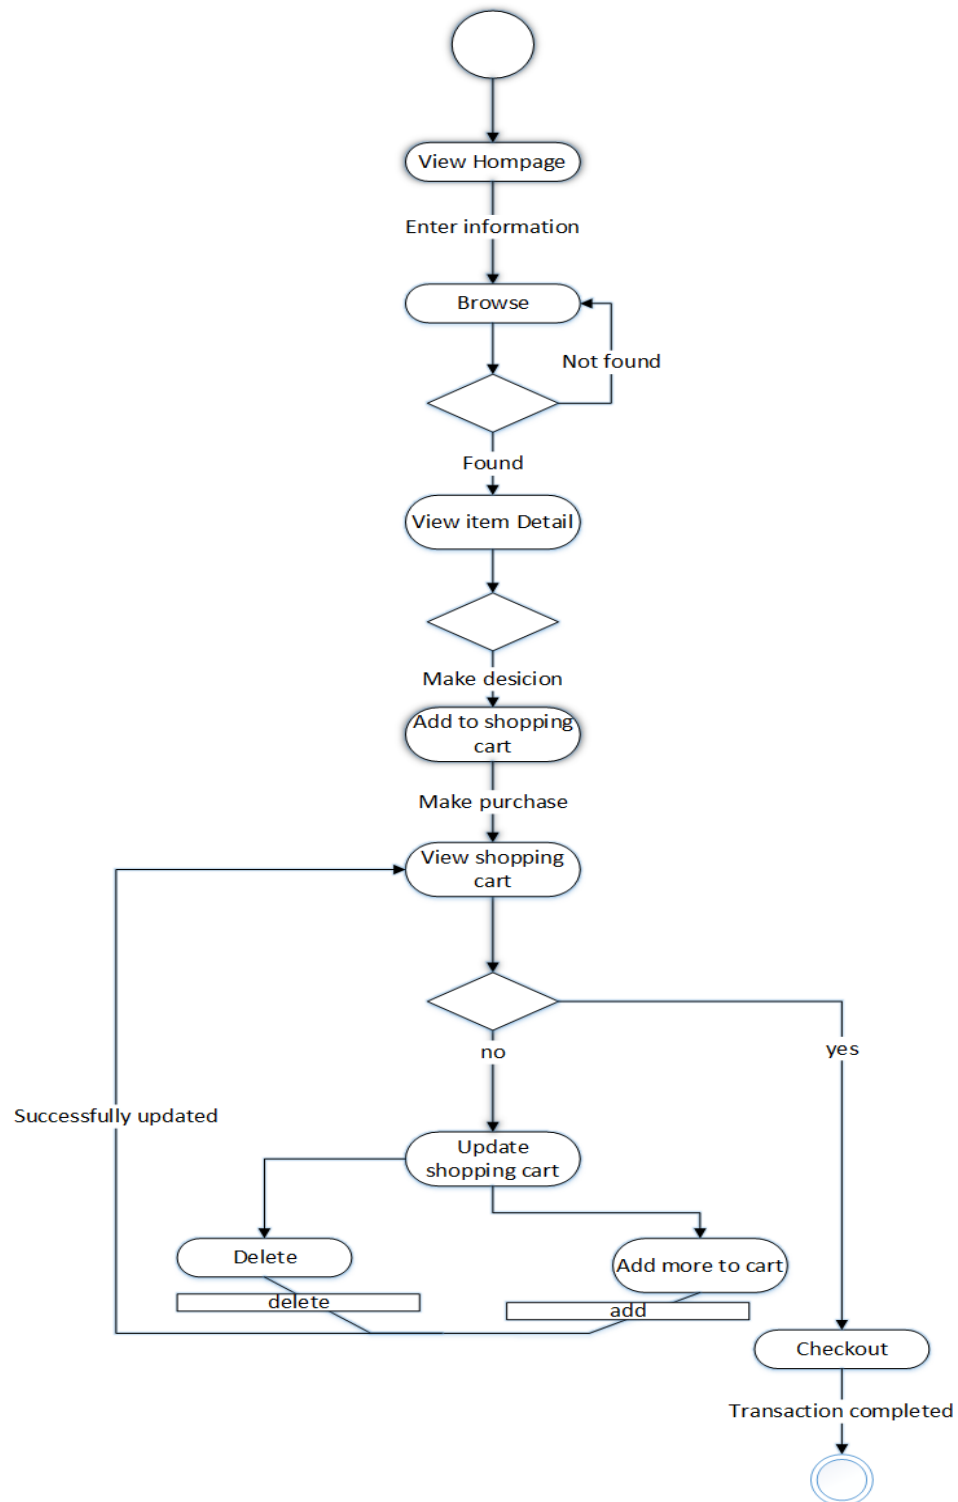 View Hompage
Enter information
Browse
Not found
Found
View item Detail
Make desicion
Add to shopping
cart
Make purchase
View shopping
cart
no
yes
Successfully updated
Update
shopping cart
Delete
Add more to cart
delete
add
Checkout
Transaction completed